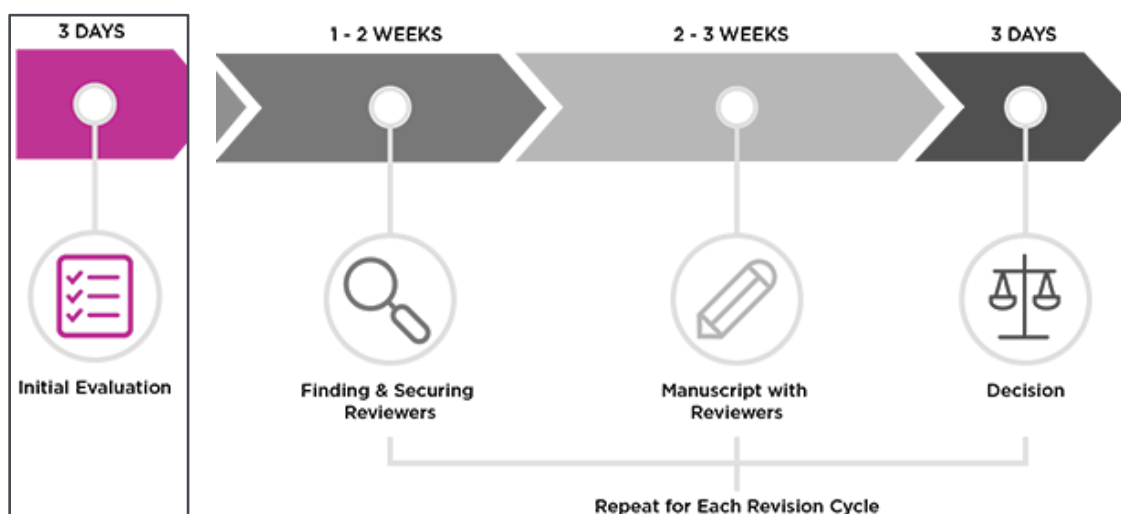 3 DAYS
1 - 2 WEEKS
2 - 3 WEEKS
3 DAYS
Initial Evaluation
Finding & Securing
Reviewers
Manuscript with
Reviewers
Decision
Repeat for Each Revision Cycle